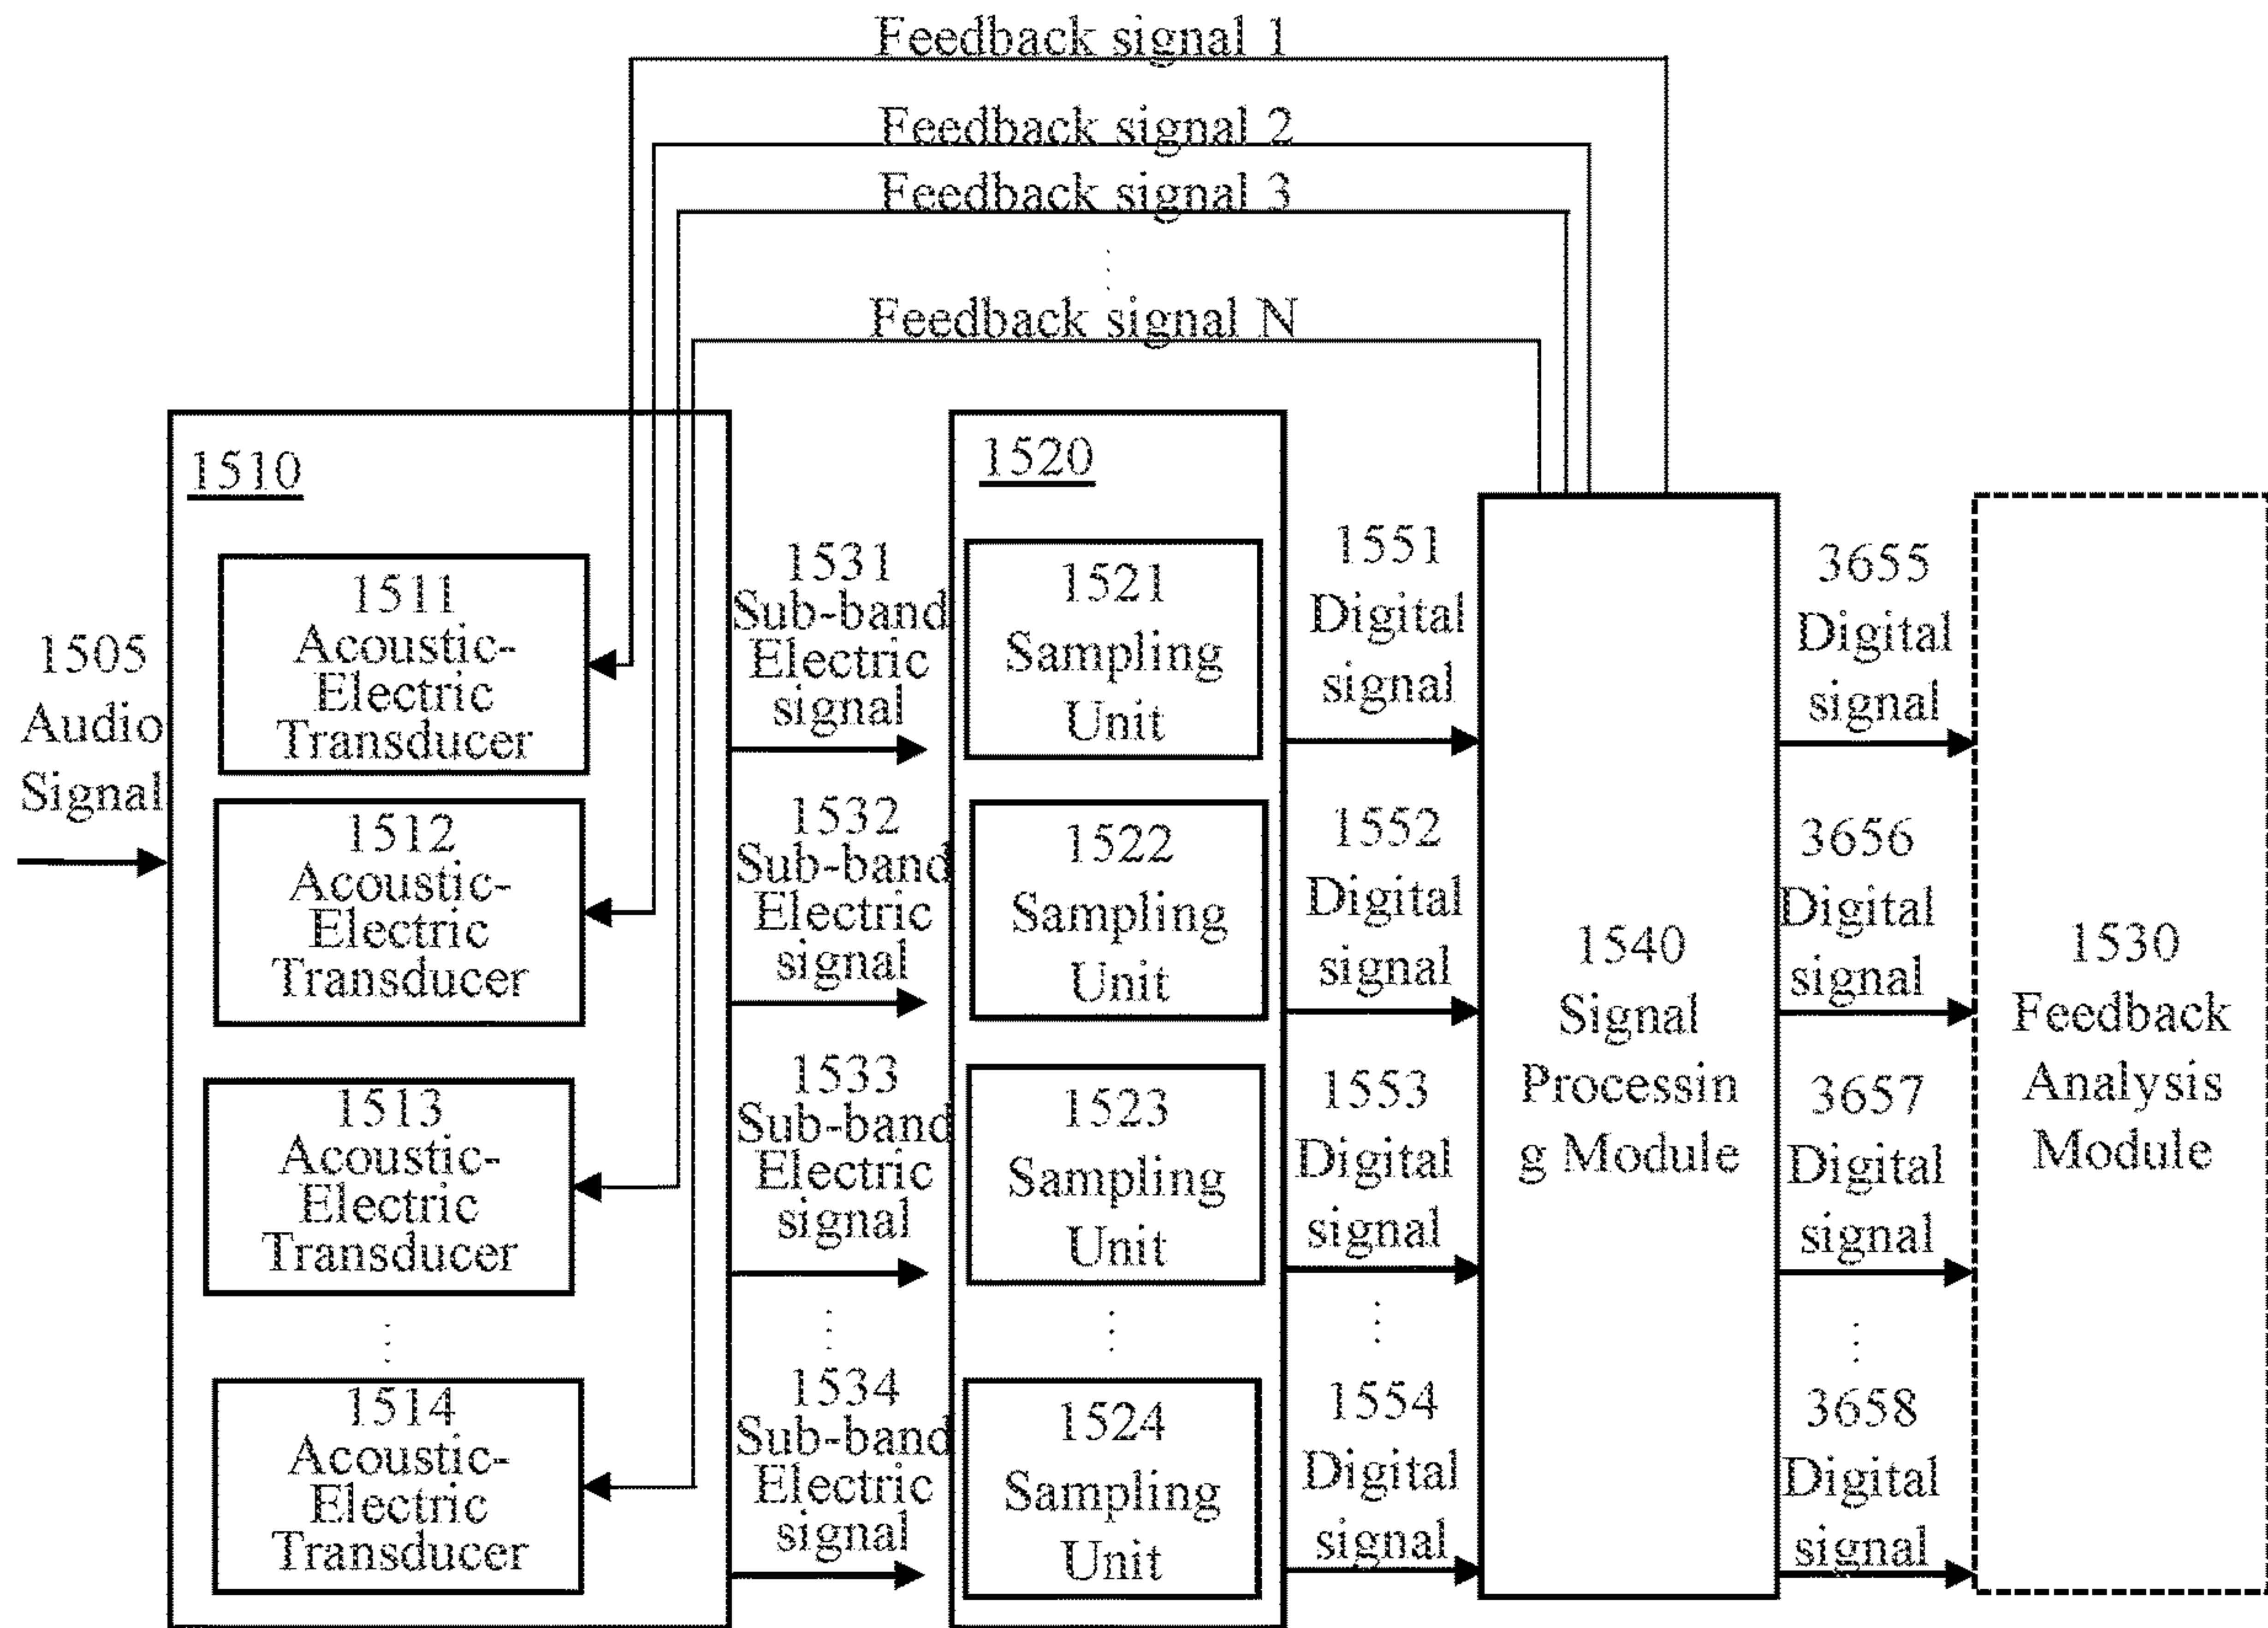 Feedback signal 1
Feedback signal 2
Feedback signal 3
Feedback signal N
1505
Audio
Signal
1510
1511
Acoustic-
Electric
Transducer
1512
Acoustic-
Electric
Transducer
1513
Acoustic-
Electric
Transducer
1514
Acoustic-
Electric
Transducer
1531
Sub-band
Electric
signal
1532
Sub-band
Electric
signal
1533
Sub-band
Electric
signal
1534
Sub-band
Electric
signal
1520
1521
Sampling
Unit
1522
Sampling
Unit
1523
Sampling
Unit
1524
Sampling
Unit
1551
Digital
signal
1552
Digital
signal
1553
Digital
signal
1554
Digital
signal
1540
Signal
Processin
g Module
3655
Digital
signal
3656
Digital
signal
3657
Digital
signal
3658
Digital
signal
1530
Feedback
Analysis
Module